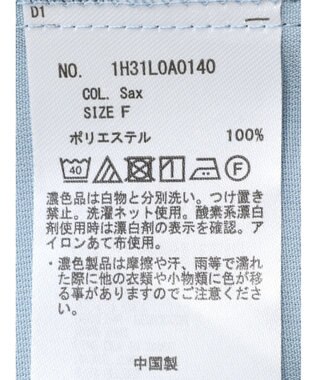 D1
NO. 1H31L0A0140
COL. Sax
SIZE F
ポリエステル 100%
40 F
濃色品は白物と分別洗い。つけ置き
禁止。洗濯ネット使用。酸素系漂白
剤使用時は漂白剤の表示を確認。ア
イロンあて布使用。
・濃色製品は摩擦や汗、雨等で濡れ
た際に他の衣類や小物類に色が移
る事がありますのでご注意くださ
い。
中国製